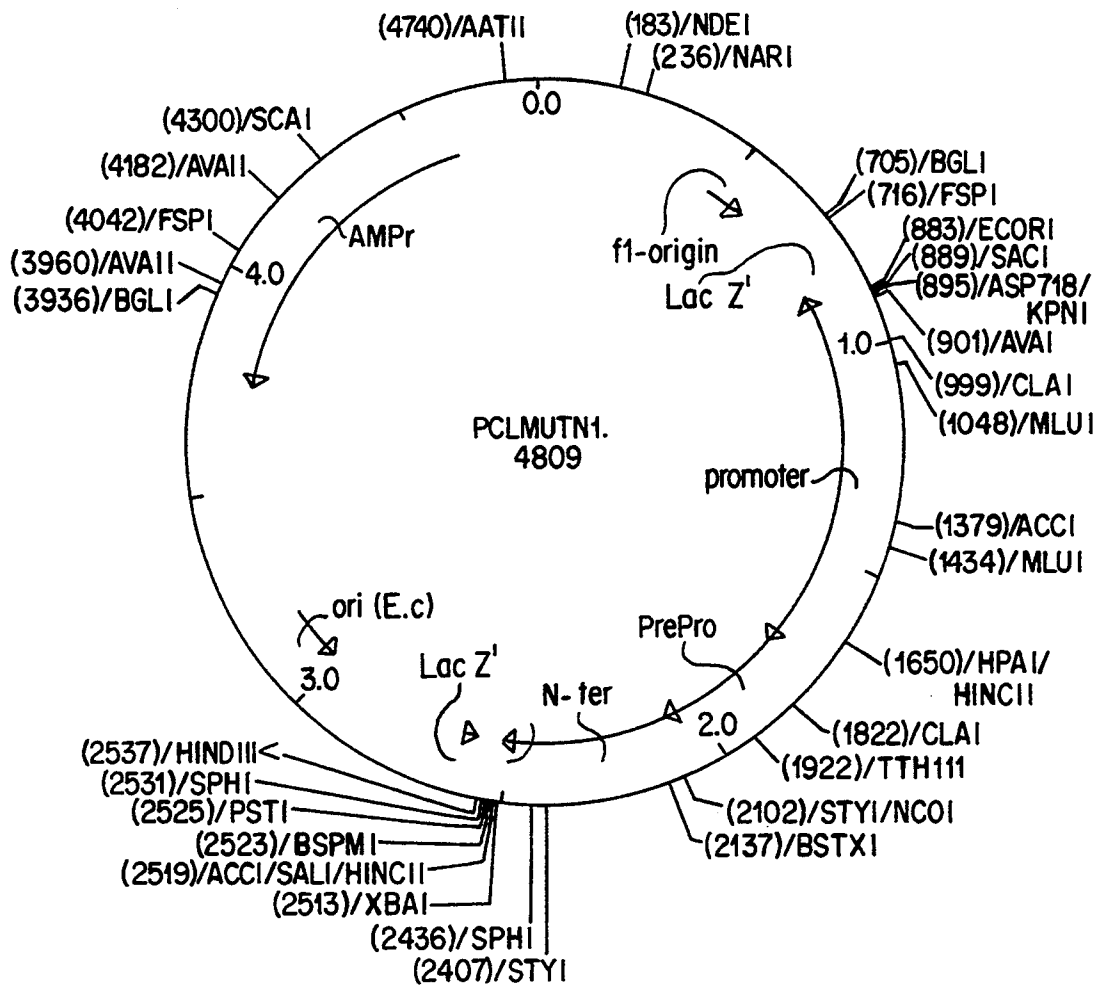 (4740)/AATII
(183)/NDEI
(236)/NARI
0.0
(4300)/SCAI
(4182)/AVAII
(4042)/FSPI
(3960)/AVAII
(3936)/BGLI
4.0
AMPr
f1-origin
Lac Z'
(705)/BGLI
(716)/FSPI
(883)/ECORI
(889)/SACI
(895)/ASP718/
KPNI
(901)/AVAI
1.0
(999)/CLAI
(1048)/MLUI
PCLMUTN1.
4809
promoter
(1379)/ACCI
(1434)/MLUI
ori (E.c)
3.0
Lac Z'
N-ter
PrePro
2.0
(1650)/HPAI/
HINCII
(1822)/CLAI
(1922)/TTH111
(2102)/STYI/NCOI
(2137)/BSTXI
(2537)/HINDIII<
(2531)/SPHI
(2525)/PSTI
(2523)/BSPMI
(2519)/ACCI/SALI/HINCII
(2513)/XBAI
(2436)/SPHI
(2407)/STYI